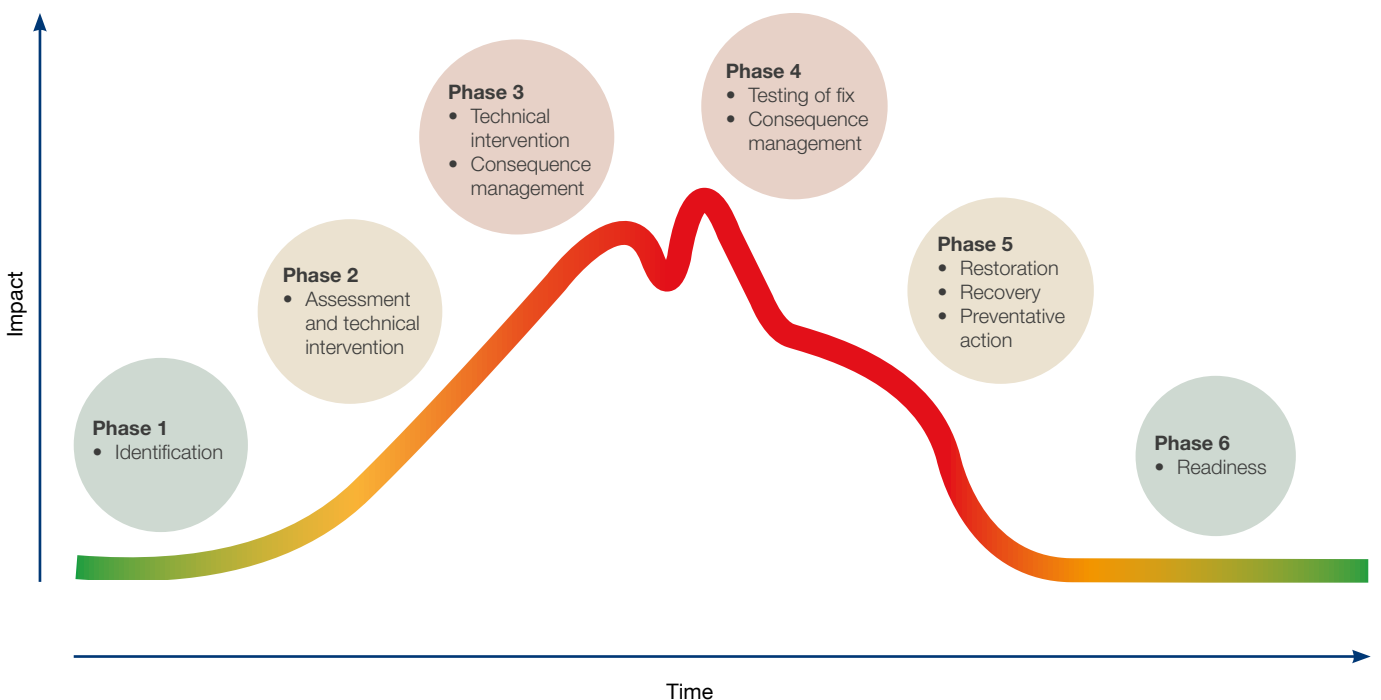 Impact
Phase 1
• Identification
Phase 2
• Assessment
and technical
intervention
Phase 3
• Technical
intervention
• Consequence
management
Phase 4
• Testing of fix
• Consequence
management
Phase 5
• Restoration
• Recovery
• Preventative
action
Phase 6
• Readiness
Time